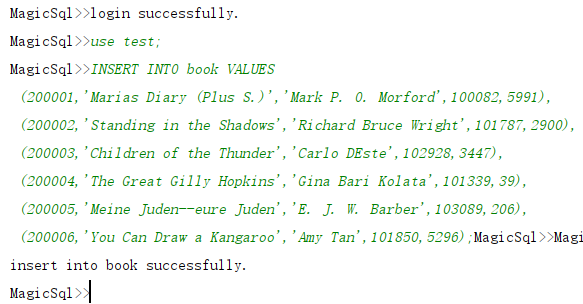 MagicSql>>login successfully.
MagicSql>>use test;
MagicSql>>INSERT INTO book VALUES
(200001,'Marias Diary (Plus S.)','Mark P. O. Morford',100082,5991),
(200002,'Standing in the Shadows','Richard Bruce Wright',101787,2900),
(200003,'Children of the Thunder','Carlo DEste',102928,3447),
(200004,'The Great Gilly Hopkins','Gina Bari Kolata',101339,39),
(200005,'Meine Juden--eure Juden','E. J. W. Barber',103089,206),
(200006,'You Can Draw a Kangaroo','Amy Tan',101850,5296);MagicSql>>Magi
insert into book successfully.
MagicSql>>